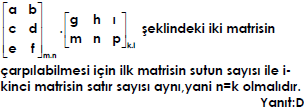 [a b
c d
e f]m.n . [g h ı
m n p]k.l şeklindeki iki matrisin
çarpılabilmesi için ilk matrisin sutun sayısı ile i-
kinci matrisin satır sayısı aynı,yani n=k olmalıdır.
Yanıt:D